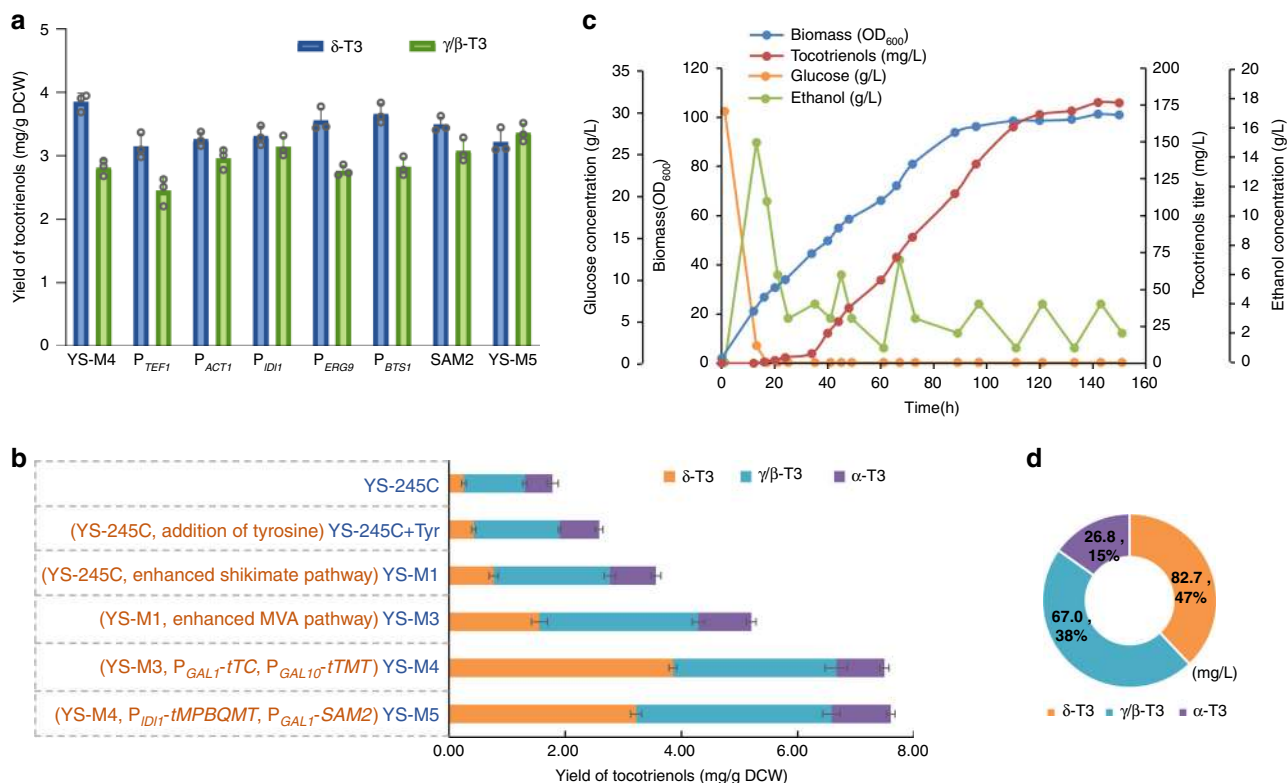 a
δ-T3
γ/β-T3
Yield of tocotrienols (mg/g DCW)
5
4
3
2
1
0
YS-M4
P_TEF1
P_ACT1
P_IDI1
P_ERG9
P_BTS1
SAM2
YS-M5
c
Biomass (OD600)
Tocotrienols (mg/L)
Glucose (g/L)
Ethanol (g/L)
Glucose concentration (g/L)
35
30
25
20
15
10
5
0
Biomass(OD600)
120
100
80
60
40
20
0
Tocotrienols titer (mg/L)
200
175
150
125
100
75
50
25
0
Ethanol concentration (g/L)
20
18
16
14
12
10
8
6
4
2
0
0 20 40 60 80 100 120 140 160
Time(h)
b
δ-T3
γ/β-T3
α-T3
YS-245C
(YS-245C, addition of tyrosine) YS-245C+Tyr
(YS-245C, enhanced shikimate pathway) YS-M1
(YS-M1, enhanced MVA pathway) YS-M3
(YS-M3, PGAL1-tTC, PGAL10-tTMT) YS-M4
(YS-M4, PIDI1-tMPBQMT, PGAL1-SAM2) YS-M5
0.00 2.00 4.00 6.00 8.00
Yield of tocotrienols (mg/g DCW)
d
26.8 ,
15%
82.7 ,
47%
67.0 ,
38%
(mg/L)
δ-T3
γ/β-T3
α-T3